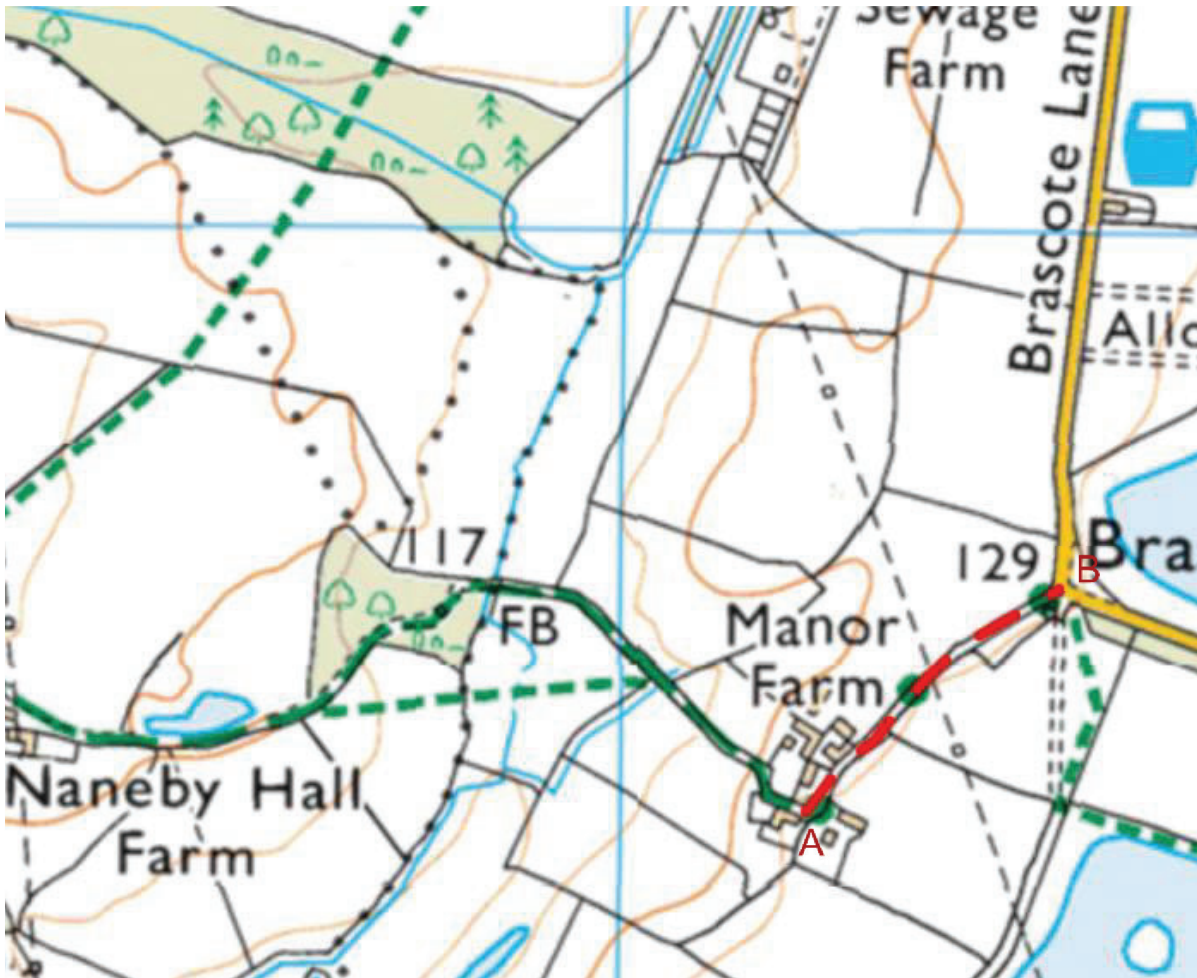 Sewage
Farm
Brascote Lane
Allo
117
129
Bra
B
FB
Manor
Farm
Naneby Hall
Farm
A